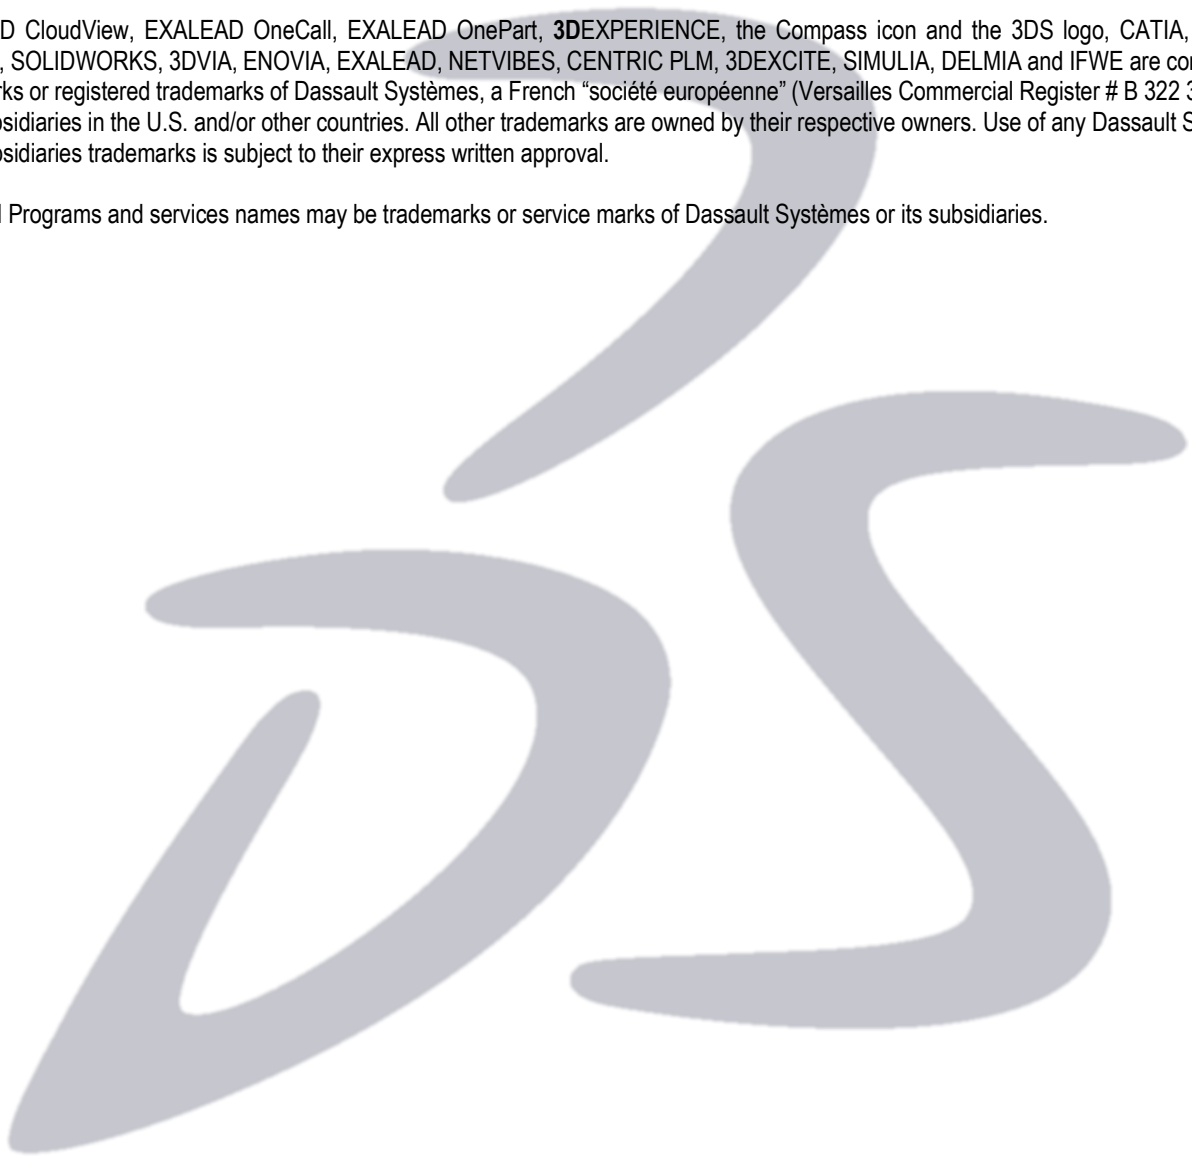 D CloudView, EXALEAD OneCall, EXALEAD OnePart, 3DEXPERIENCE, the Compass icon and the 3DS logo, CATIA,
, SOLIDWORKS, 3DVIA, ENOVIA, EXALEAD, NETVIBES, CENTRIC PLM, 3DEXCITE, SIMULIA, DELMIA and IFWE are
or registered trademarks of Dassault Systèmes, a French “société européenne” (Versailles Commercial Register # B 322
in the U.S. and/or other countries. All other trademarks are owned by their respective owners. Use of any Dassault
trademarks is subject to their express written approval.
Programs and services names may be trademarks or service marks of Dassault Systèmes or its subsidiaries.